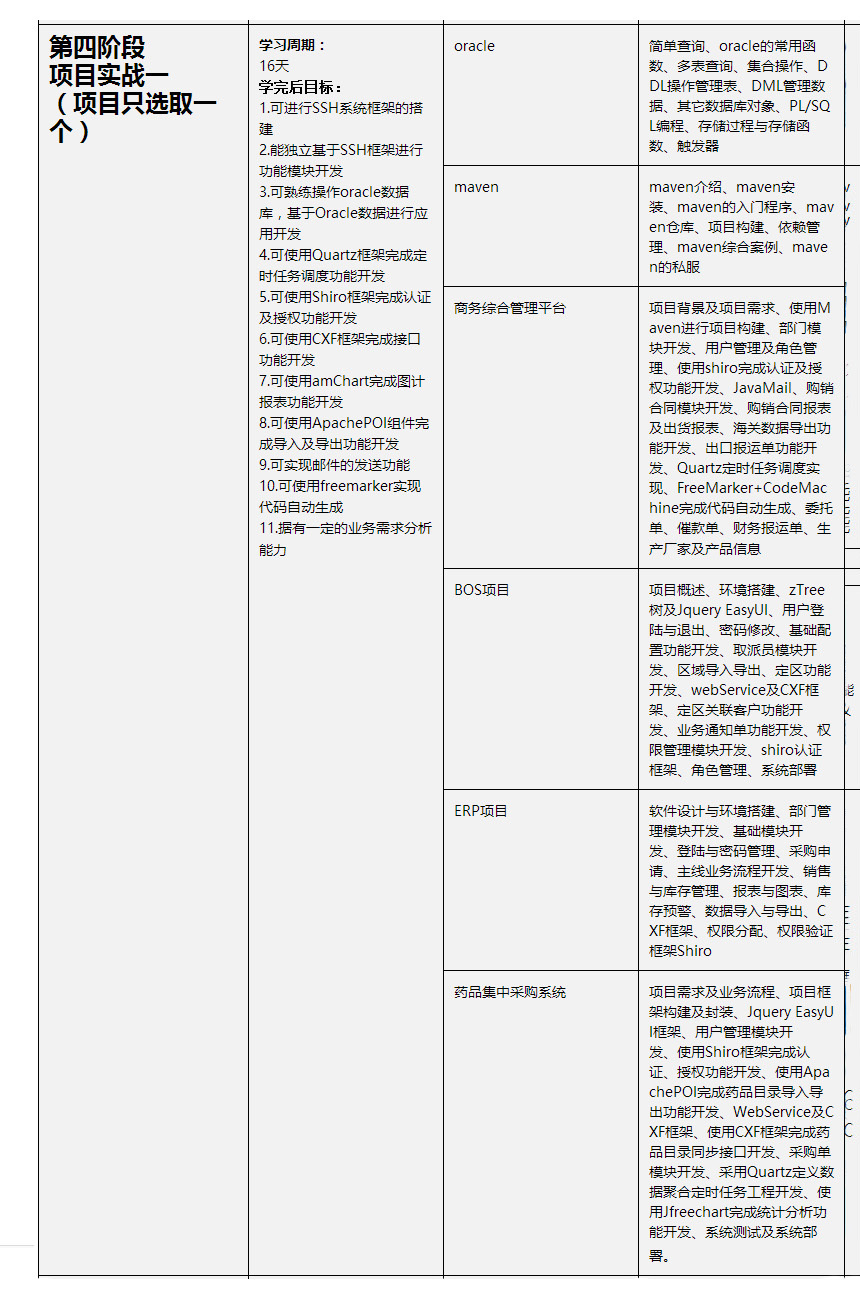 第四阶段
项目实战一
（项目只选取一
个）
学习周期：
16天
学完后目标：
1.可进行SSH系统框架的搭
建
2.能独立基于SSH框架进行
功能模块开发
3.可熟练操作oracle数据
库，基于Oracle数据进行应
用开发
4.可使用Quartz框架完成定
时任务调度功能开发
5.可使用Shiro框架完成认证
及授权功能开发
6.可使用CXF框架完成接口
功能开发
7.可使用amChart完成图计
报表功能开发
8.可使用ApachePOI组件完
成导入及导出功能开发
9.可实现邮件的发送功能
10.可使用freemarker实现
代码自动生成
11.据有一定的业务需求分析
能力
oracle
简单查询、oracle的常用函
数、多表查询、集合操作、D
DL操作管理表、DML管理数
据、其它数据库对象、PL/SQ
L编程、存储过程与存储函
数、触发器
maven
maven介绍、maven安
装、maven的入门程序、mav
en仓库、项目构建、依赖管
理、maven综合案例、mave
n的私服
商务综合管理平台
项目背景及项目需求、使用M
aven进行项目构建、部门模
块开发、用户管理及角色管
理、使用shiro完成认证及授
权功能开发、JavaMail、购销
合同模块开发、购销合同报表
及出货报表、海关数据导出功
能开发、出口报运单功能开
发、Quartz定时任务调度实
现、FreeMarker+CodeMac
hine完成代码自动生成、委托
单、催款单、财务报运单、生
产厂家及产品信息
BOS项目
项目概述、环境搭建、zTree
树及Jquery EasyUI、用户登
陆与退出、密码修改、基础配
置功能开发、取派员模块开
发、区域导入导出、定区功能
开发、webService及CXF框
架、定区关联客户功能开
发、业务通知单功能开发、权
限管理模块开发、shiro认证
框架、角色管理、系统部署
ERP项目
软件设计与环境搭建、部门管
理模块开发、基础模块开
发、登陆与密码管理、采购申
请、主线业务流程开发、销售
与库存管理、报表与图表、库
存预警、数据导入与导出、C
XF框架、权限分配、权限验证
框架Shiro
药品集中采购系统
项目需求及业务流程、项目框
架构建及封装、Jquery EasyU
I框架、用户管理模块开
发、使用Shiro框架完成认
证、授权功能开发、使用Apa
chePOI完成药品目录导入导
出功能开发、WebService及C
XF框架、使用CXF框架完成药
品目录同步接口开发、采购单
模块开发、采用Quartz定义数
据聚合定时任务工程开发、使
用Jfreechart完成统计分析功
能开发、系统测试及系统部
署。